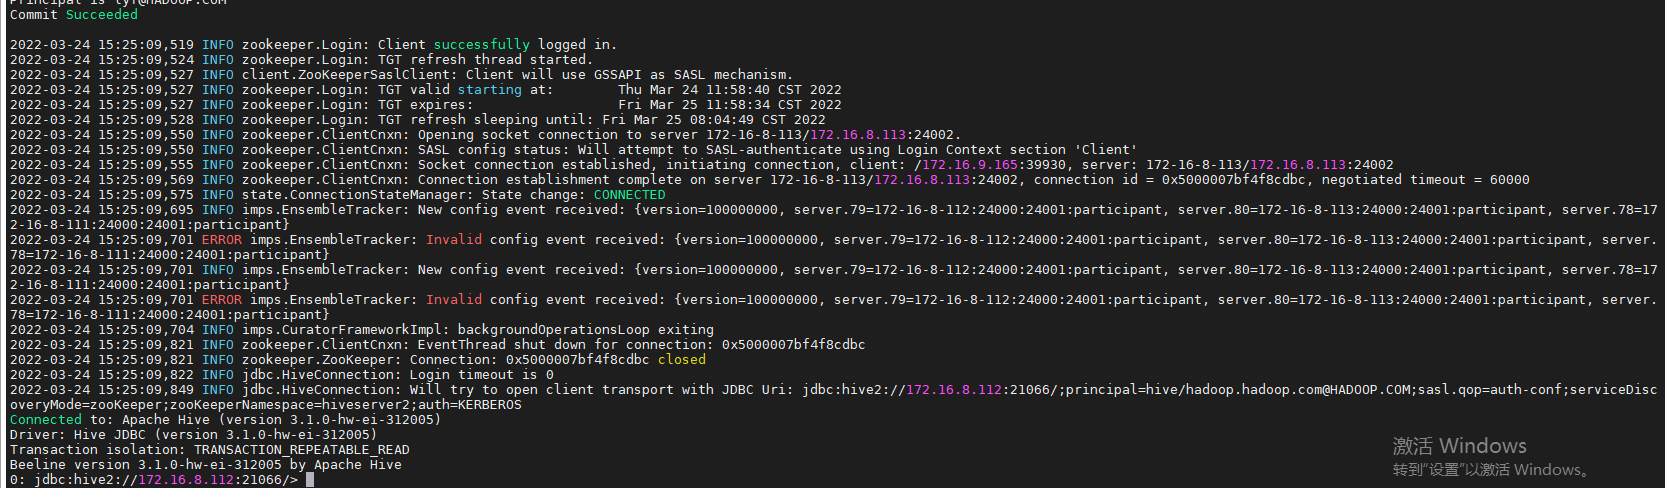 Principal is lyf@HADOOP.COM
Commit Succeeded
2022-03-24 15:25:09,519 INFO zookeeper.Login: Client successfully logged in.
2022-03-24 15:25:09,524 INFO zookeeper.Login: TGT refresh thread started.
2022-03-24 15:25:09,527 INFO client.ZooKeeperSaslClient: Client will use GSSAPI as SASL mechanism.
2022-03-24 15:25:09,527 INFO zookeeper.Login: TGT valid starting at:        Thu Mar 24 11:58:40 CST 2022
2022-03-24 15:25:09,527 INFO zookeeper.Login: TGT expires:                  Fri Mar 25 11:58:34 CST 2022
2022-03-24 15:25:09,528 INFO zookeeper.Login: TGT refresh sleeping until: Fri Mar 25 08:04:49 CST 2022
2022-03-24 15:25:09,550 INFO zookeeper.ClientCnxn: Opening socket connection to server 172-16-8-113/172.16.8.113:24002.
2022-03-24 15:25:09,550 INFO zookeeper.ClientCnxn: SASL config status: Will attempt to SASL-authenticate using Login Context section 'Client'
2022-03-24 15:25:09,555 INFO zookeeper.ClientCnxn: Socket connection established, initiating connection, client: /172.16.9.165:39930, server: 172-16-8-113/172.16.8.113:24002
2022-03-24 15:25:09,569 INFO zookeeper.ClientCnxn: Session establishment complete on server 172-16-8-113/172.16.8.113:24002, connection id = 0x5000007bf4f8cdbc, negotiated timeout = 60000
2022-03-24 15:25:09,575 INFO state.ConnectionStateManager: State change: CONNECTED
2022-03-24 15:25:09,695 INFO imps.EnsembleTracker: New config event received: {version=100000000, server.79=172-16-8-112:24000:24001:participant, server.80=172-16-8-113:24000:24001:participant, server.78=17
2-16-8-111:24000:24001:participant}
2022-03-24 15:25:09,701 ERROR imps.EnsembleTracker: Invalid config event received: {version=100000000, server.79=172-16-8-112:24000:24001:participant, server.80=172-16-8-113:24000:24001:participant, server.
78=172-16-8-111:24000:24001:participant}
2022-03-24 15:25:09,701 INFO imps.EnsembleTracker: New config event received: {version=100000000, server.79=172-16-8-112:24000:24001:participant, server.80=172-16-8-113:24000:24001:participant, server.78=17
2-16-8-111:24000:24001:participant}
2022-03-24 15:25:09,701 ERROR imps.EnsembleTracker: Invalid config event received: {version=100000000, server.79=172-16-8-112:24000:24001:participant, server.80=172-16-8-113:24000:24001:participant, server.
78=172-16-8-111:24000:24001:participant}
2022-03-24 15:25:09,704 INFO imps.CuratorFrameworkImpl: backgroundOperationsLoop exiting
2022-03-24 15:25:09,821 INFO zookeeper.ClientCnxn: EventThread shut down for connection: 0x5000007bf4f8cdbc
2022-03-24 15:25:09,821 INFO zookeeper.ZooKeeper: Connection: 0x5000007bf4f8cdbc closed
2022-03-24 15:25:09,822 INFO jdbc.HiveConnection: Login timeout is 0
2022-03-24 15:25:09,849 INFO jdbc.HiveConnection: Will try to open client transport with JDBC Uri: jdbc:hive2://172.16.8.112:21066/;principal=hive/hadoop.hadoop.com@HADOOP.COM;sasl.qop=auth-conf;serviceDisc
overyMode=zooKeeper;zooKeeperNamespace=hiveserver2;auth=KERBEROS
Connected to: Apache Hive (version 3.1.0-hw-ei-312005)
Driver: Hive JDBC (version 3.1.0-hw-ei-312005)
Transaction isolation: TRANSACTION_REPEATABLE_READ
Beeline version 3.1.0-hw-ei-312005 by Apache Hive
0: jdbc:hive2://172.16.8.112:21066/>
激活 Windows
转到"设置"以激活 Windows。